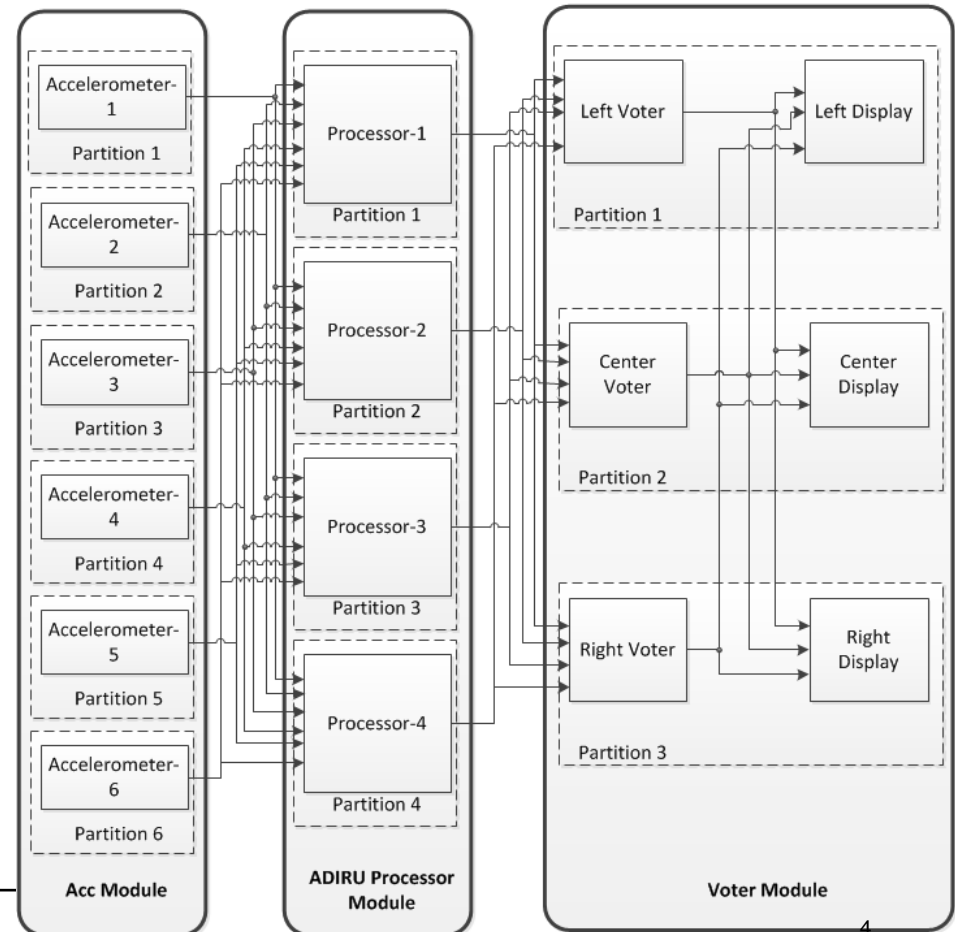 Accelerometer-
1
Partition 1
Accelerometer-
2
Partition 2
Accelerometer-
3
Partition 3
Accelerometer-
4
Partition 4
Accelerometer-
5
Partition 5
Accelerometer-
6
Partition 6
Acc Module
Processor-1
Partition 1
Processor-2
Partition 2
Processor-3
Partition 3
Processor-4
Partition 4
ADIRU Processor
Module
Left Voter
Left Display
Partition 1
Center
Voter
Center
Display
Partition 2
Right Voter
Right
Display
Partition 3
Voter Module
4